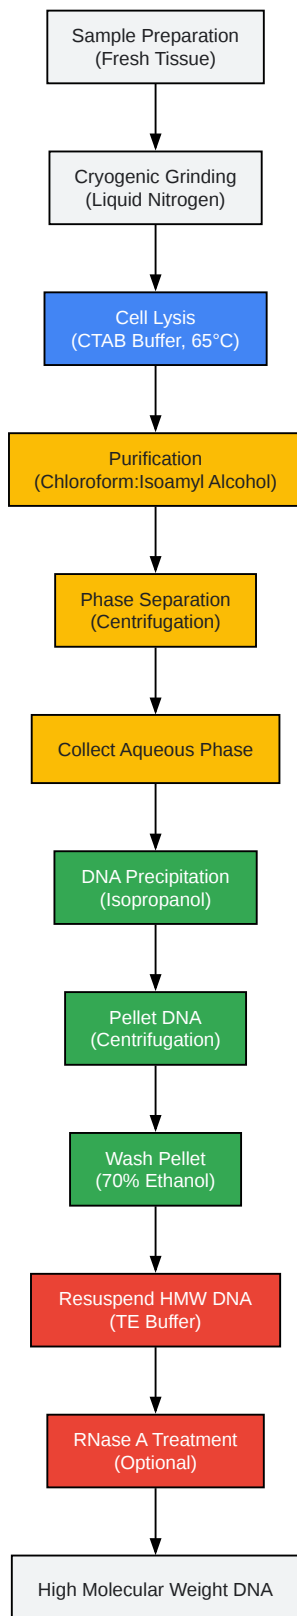 Sample Preparation
(Fresh Tissue)
Cryogenic Grinding
(Liquid Nitrogen)
Cell Lysis
(CTAB Buffer, 65°C)
Purification
(Chloroform:Isoamyl Alcohol)
Phase Separation
(Centrifugation)
Collect Aqueous Phase
DNA Precipitation
(Isopropanol)
Pellet DNA
(Centrifugation)
Wash Pellet
(70% Ethanol)
Resuspend HMW DNA
(TE Buffer)
RNase A Treatment
(Optional)
High Molecular Weight DNA